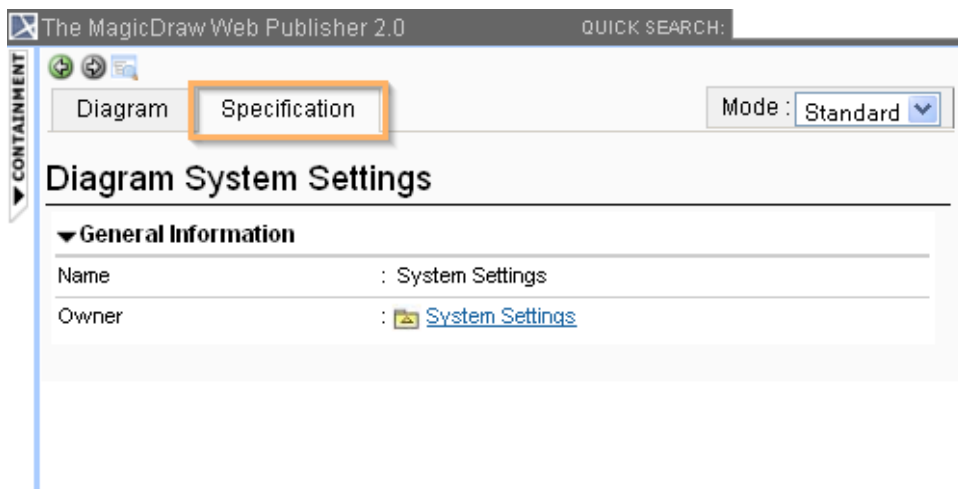 The MagicDraw Web Publisher 2.0 QUICK SEARCH:
CONTAINMENT
Diagram Specification Mode : Standard
Diagram System Settings
General Information
Name : System Settings
Owner : System Settings